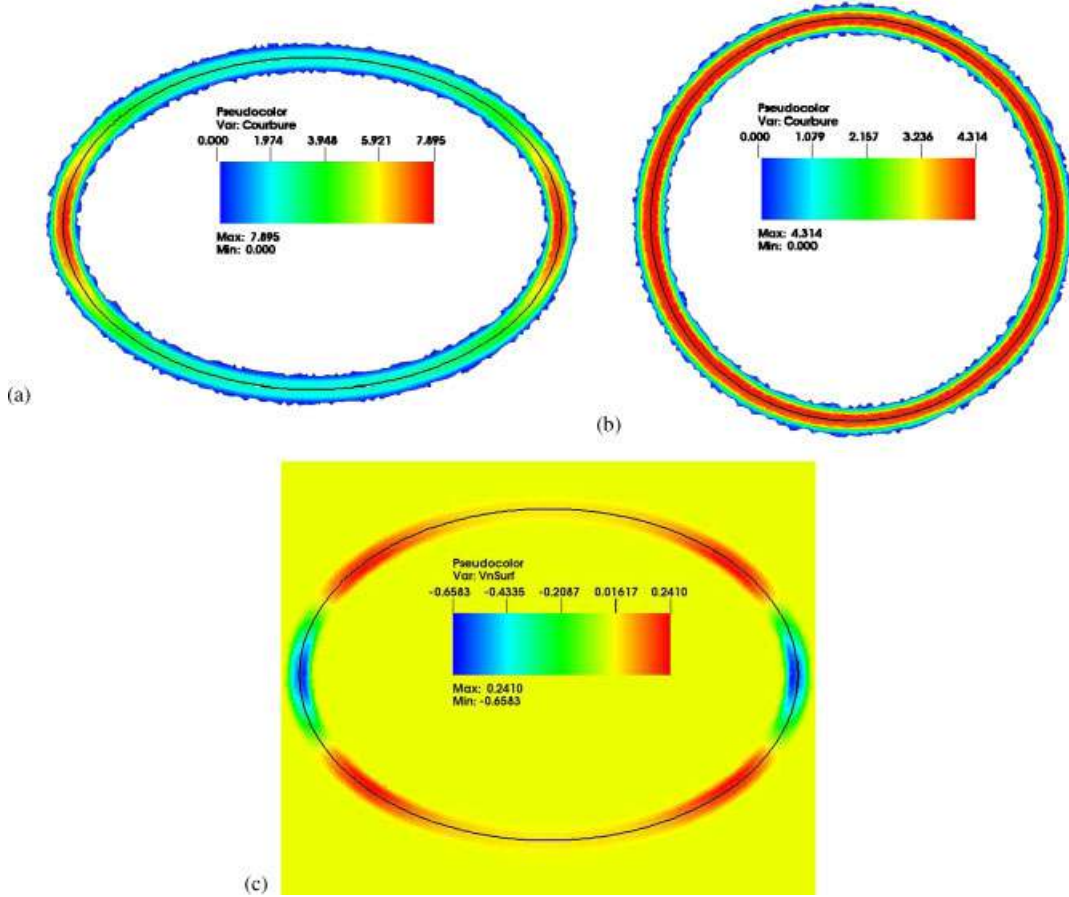 Pseudocolor
Var: Courbure
0.000 1.974 3.948 5.921 7.895
Max: 7.895
Min: 0.000
(a)
Pseudocolor
Var: Courbure
0.000 1.079 2.157 3.236 4.314
Max: 4.314
Min: 0.000
(b)
Pseudocolor
Var: VnSurf
-0.6583 -0.4335 -0.2087 0.01617 0.2410
Max: 0.2410
Min: -0.6583
(c)